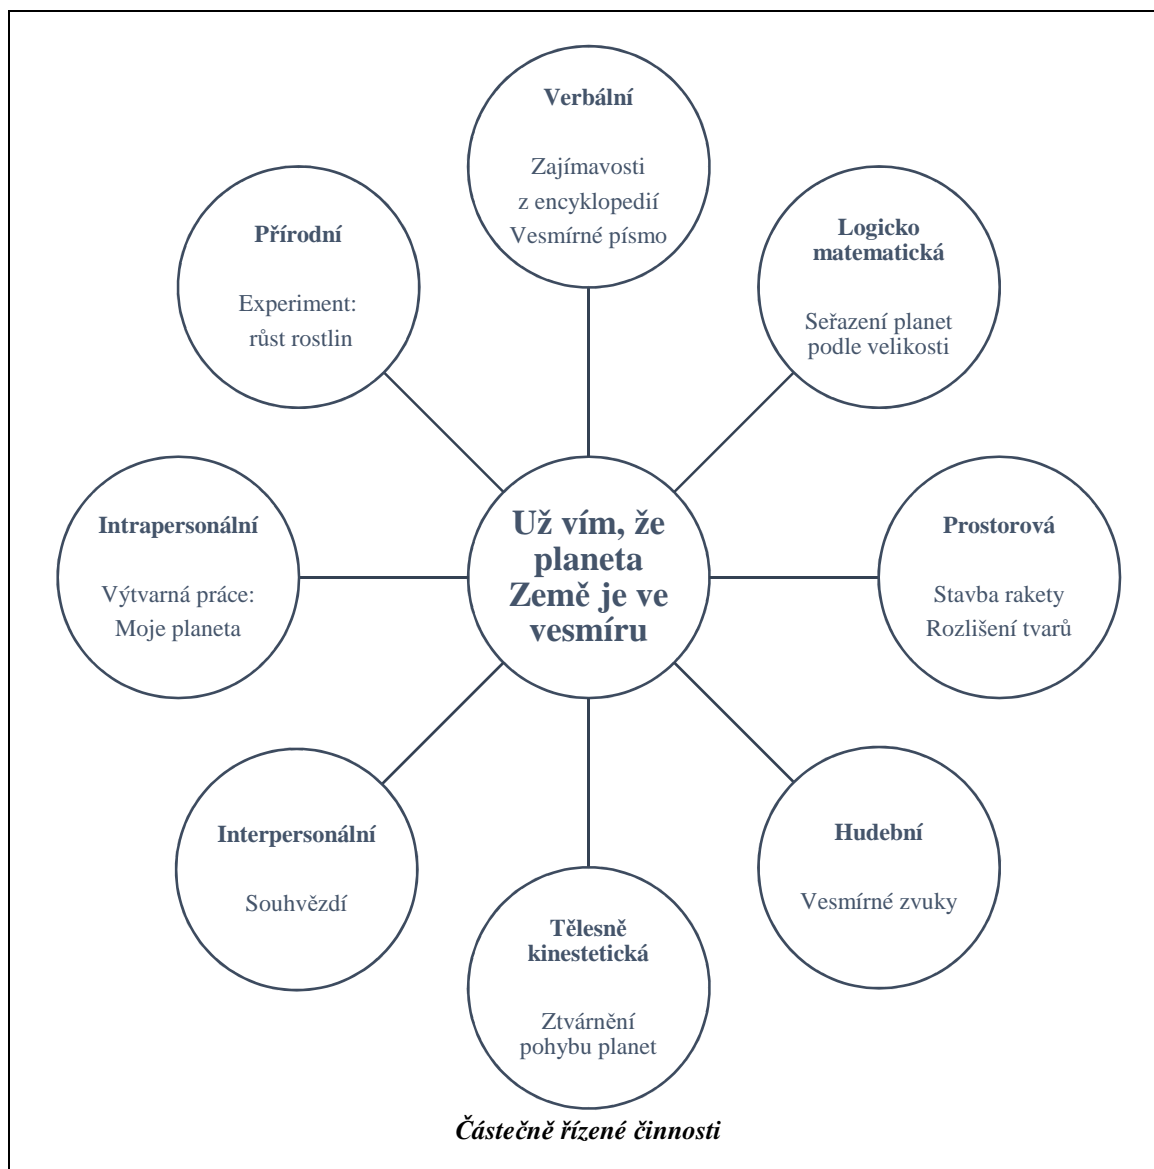 Verbální
Zajímavosti
z encyklopedií
Vesmírné písmo
Logicko
matematická
Seřazení planet
podle velikosti
Prostorová
Stavba rakety
Rozlišení tvarů
Hudební
Vesmírné zvuky
Tělesně
kinestetická
Ztvárnění
pohybu planet
Interpersonální
Souhvězdí
Intrapersonální
Výtvarná práce:
Moje planeta
Přírodní
Experiment:
růst rostlin
Už vím, že
planeta
Země je ve
vesmíru
Částečně řízené činnosti